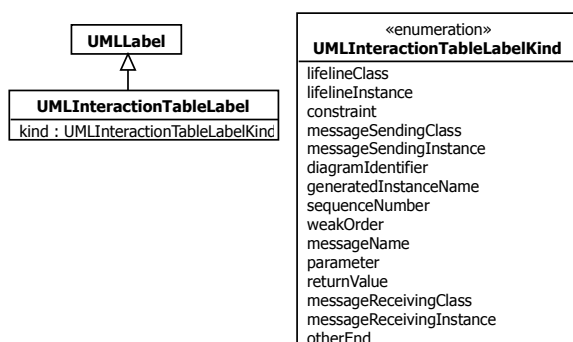 UMLLabel
UMLInteractionTableLabel
kind : UMLInteractionTableLabelKind
«enumeration»
UMLInteractionTableLabelKind
lifelineClass
lifelineInstance
constraint
messageSendingClass
messageSendingInstance
diagramIdentifier
generatedInstanceName
sequenceNumber
weakOrder
messageName
parameter
returnValue
messageReceivingClass
messageReceivingInstance
otherEnd